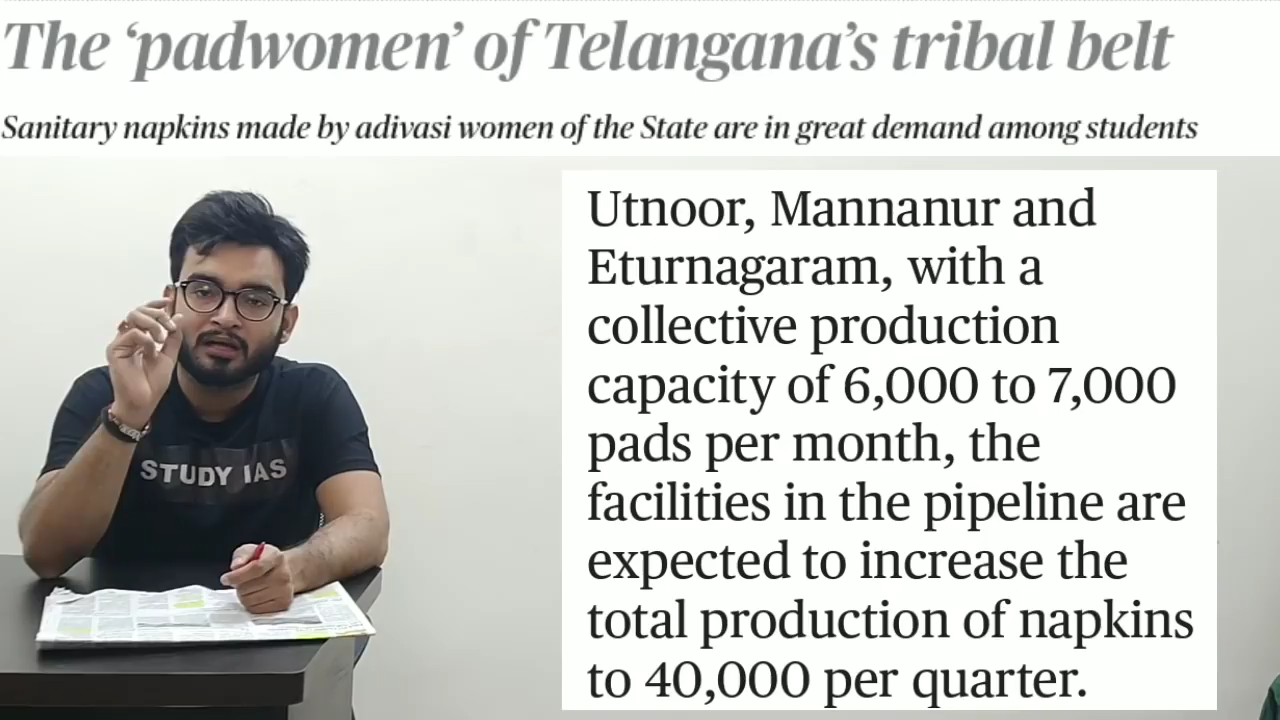 The ‘padwomen’ of Telangana’s tribal belt
Sanitary napkins made by adivasi women of the State are in great demand among students
Utnoor, Mannanur and
Eturnagaram, with a
collective production
capacity of 6,000 to 7,000
pads per month, the
facilities in the pipeline are
expected to increase the
total production of napkins
to 40,000 per quarter.
STUDY IAS